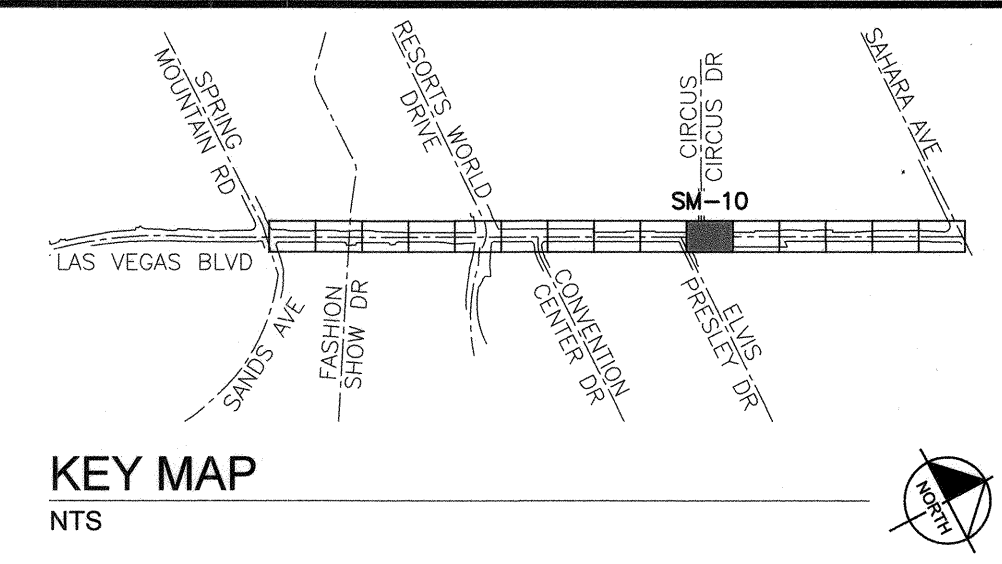 SPRING
MOUNTAIN RD
RESORTS WORLD
DRIVE
CIRCUS
CIRCUS DR
SAHARA AVE
SM-10
LAS VEGAS BLVD
SANDS AVE
FASHION
SHOW DR
CONVENTION
CENTER DR
ELVIS
PRESLEY DR
KEY MAP
NTS
NORTH